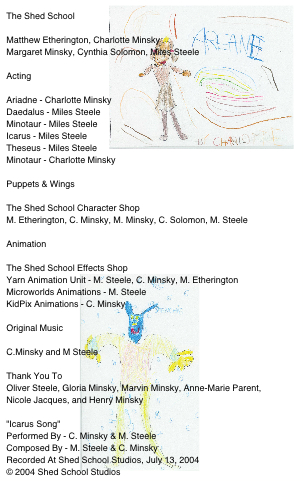 The Shed School
Matthew Etherington, Charlotte Minsky
Margaret Minsky, Cynthia Solomon, Miles Steele
Acting
ARIANE
Ariadne - Charlotte Minsky
Daedalus - Miles Steele
Minotaur - Miles Steele
Icarus - Miles Steele
Theseus - Miles Steele
Minotaur - Charlotte Minsky
Puppets & Wings
The Shed School Character Shop
M. Etherington, C. Minsky, M. Minsky, C. Solomon, M. Steele
Animation
The Shed School Effects Shop
Yarn Animation Unit - M. Steele, C. Minsky, M. Etherington
Microworlds Animations - M. Steele
KidPix Animations - C. Minsky
Original Music
C.Minsky and M Steele
Thank You To
Oliver Steele, Gloria Minsky, Marvin Minsky, Anne-Marie Parent,
Nicole Jacques, and Henry Minsky
"Icarus Song"
Performed By - C. Minsky & M. Steele
Composed By - M. Steele & C. Minsky
Recorded At Shed School Studios, July 13, 2004
© 2004 Shed School Studios